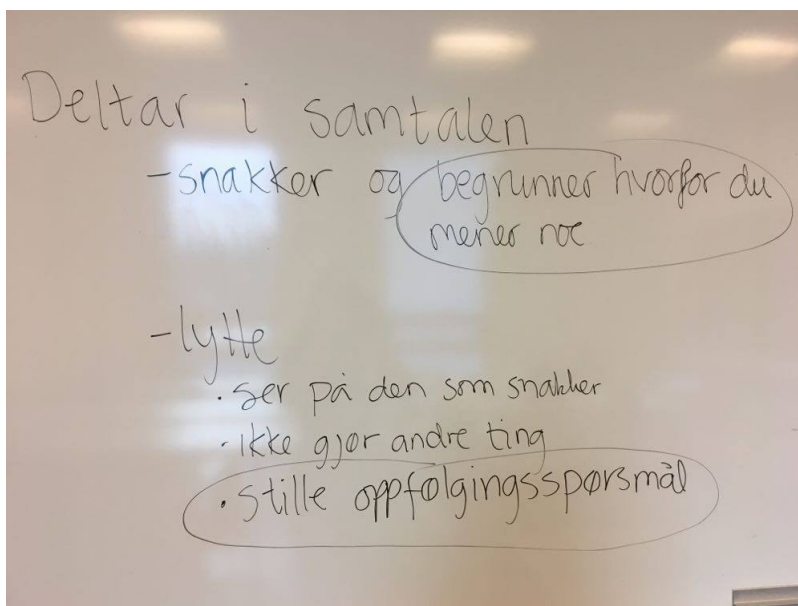 Deltar i samtalen
- snakker og begrunner hvorfor du
mener noe
- lytte
· ser på den som snakker
· ikke gjør andre ting
· stille oppfølgingsspørsmål